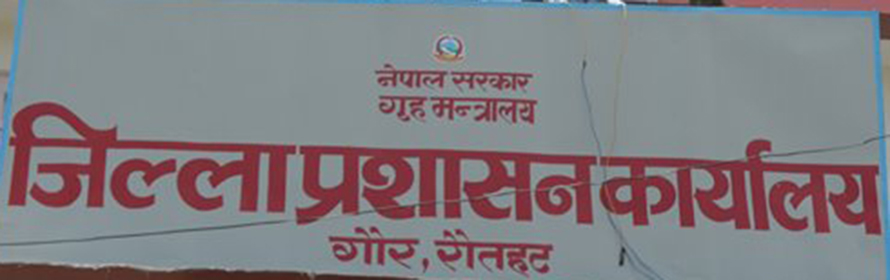 नेपाल सरकार
गृह मन्त्रालय
जिल्ला प्रशासन कार्यालय
गौर, रौतहट